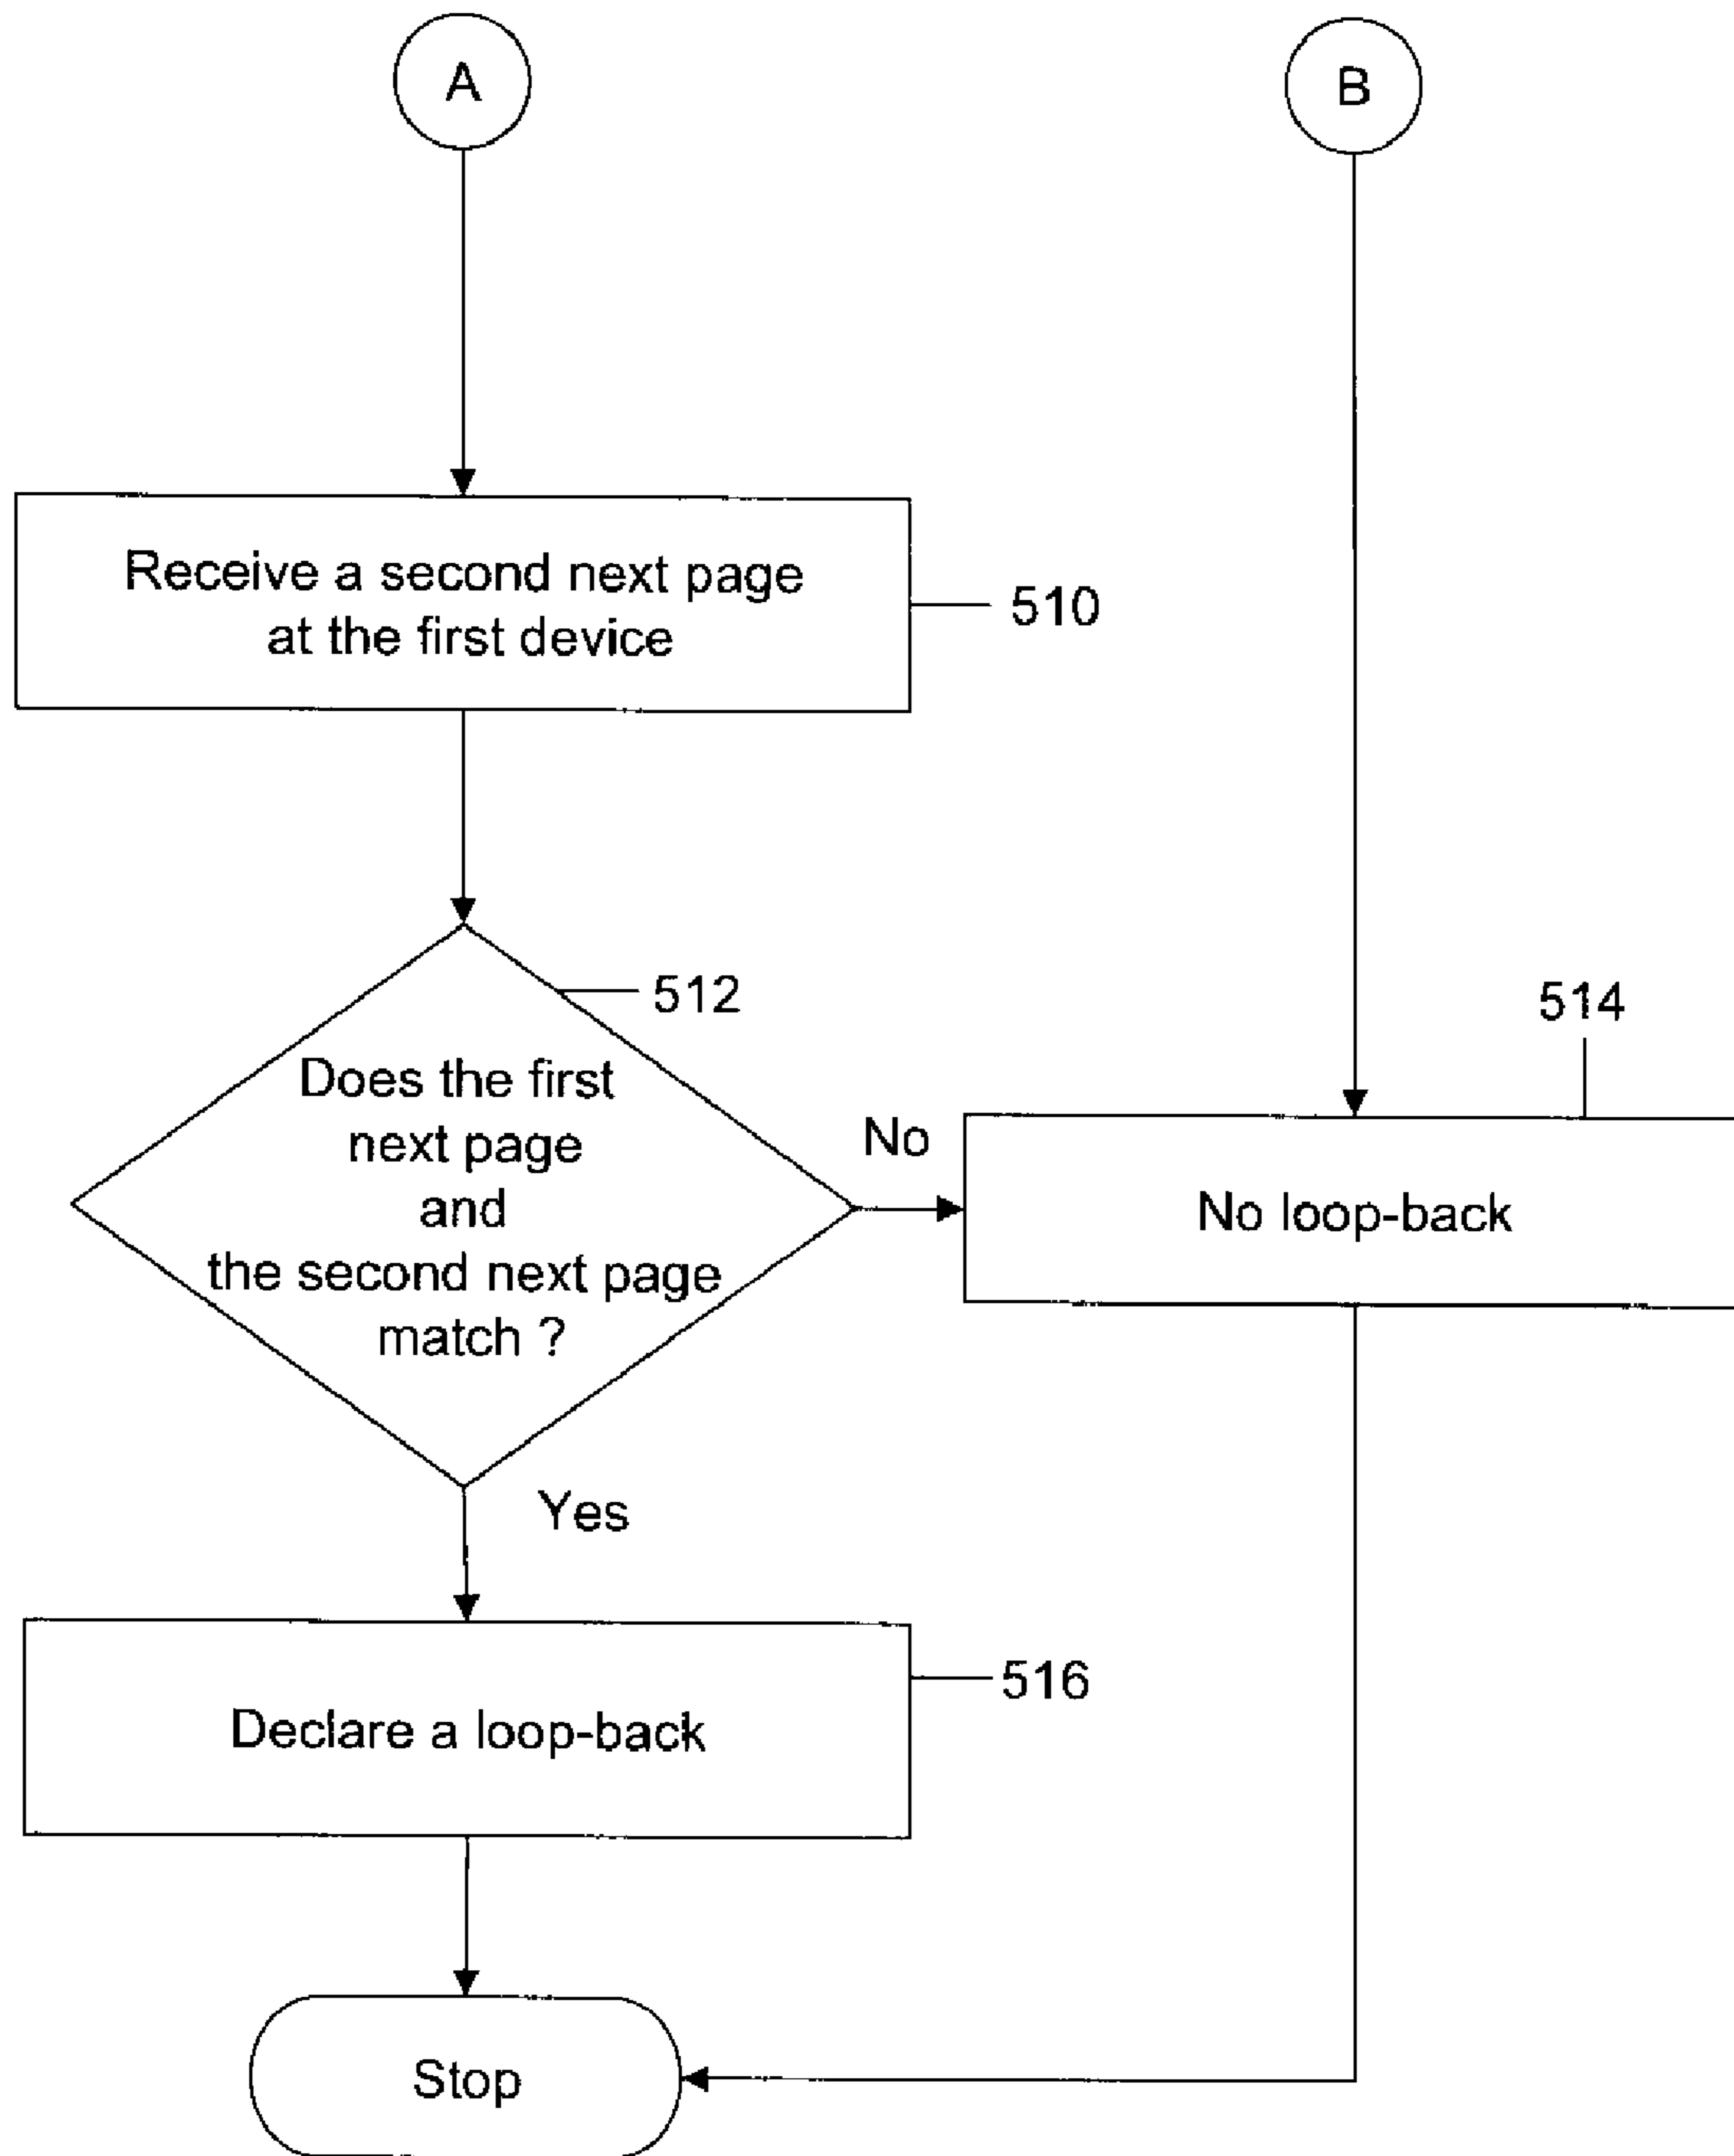 A
B
Receive a second next page
at the first device
510
512
Does the first
next page
and
the second next page
match ?
No
514
No loop-back
Yes
516
Declare a loop-back
Stop